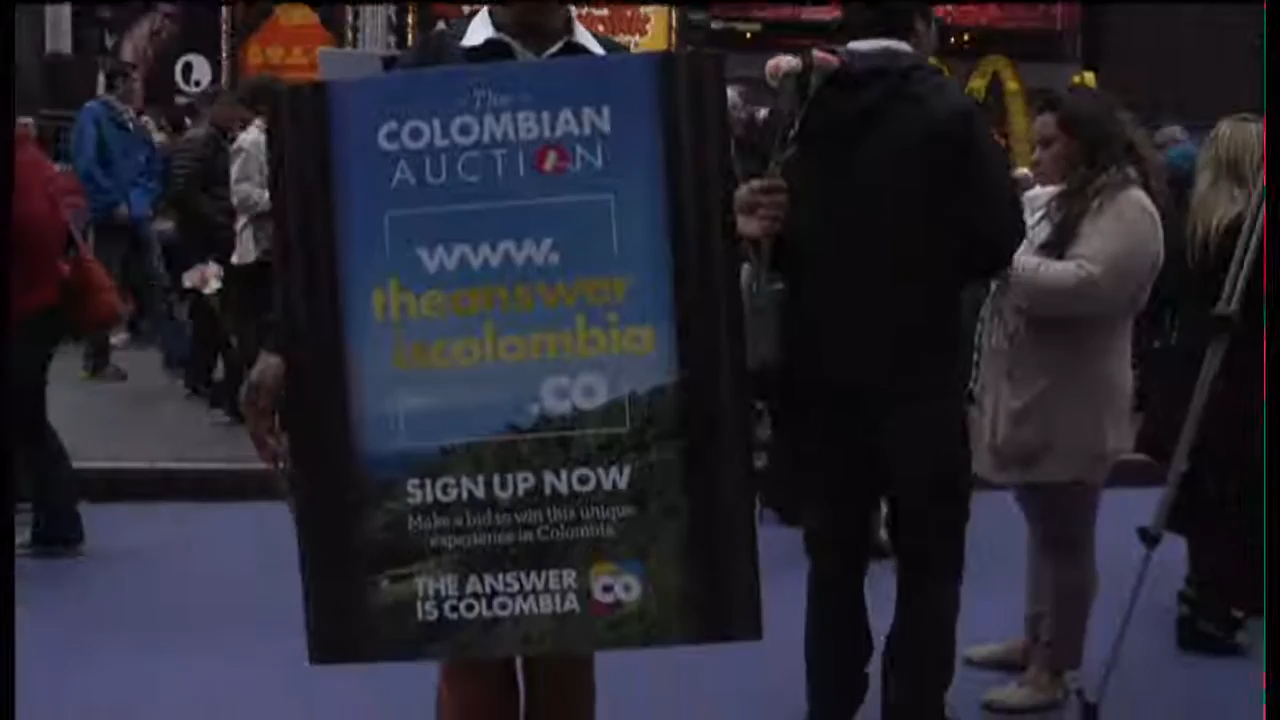 The
COLOMBIAN
AUCTION
www.
theanswer
iscolombia
.co
SIGN UP NOW
Make a bid to win this unique
experience in Colombia.
THE ANSWER
IS COLOMBIA
CO